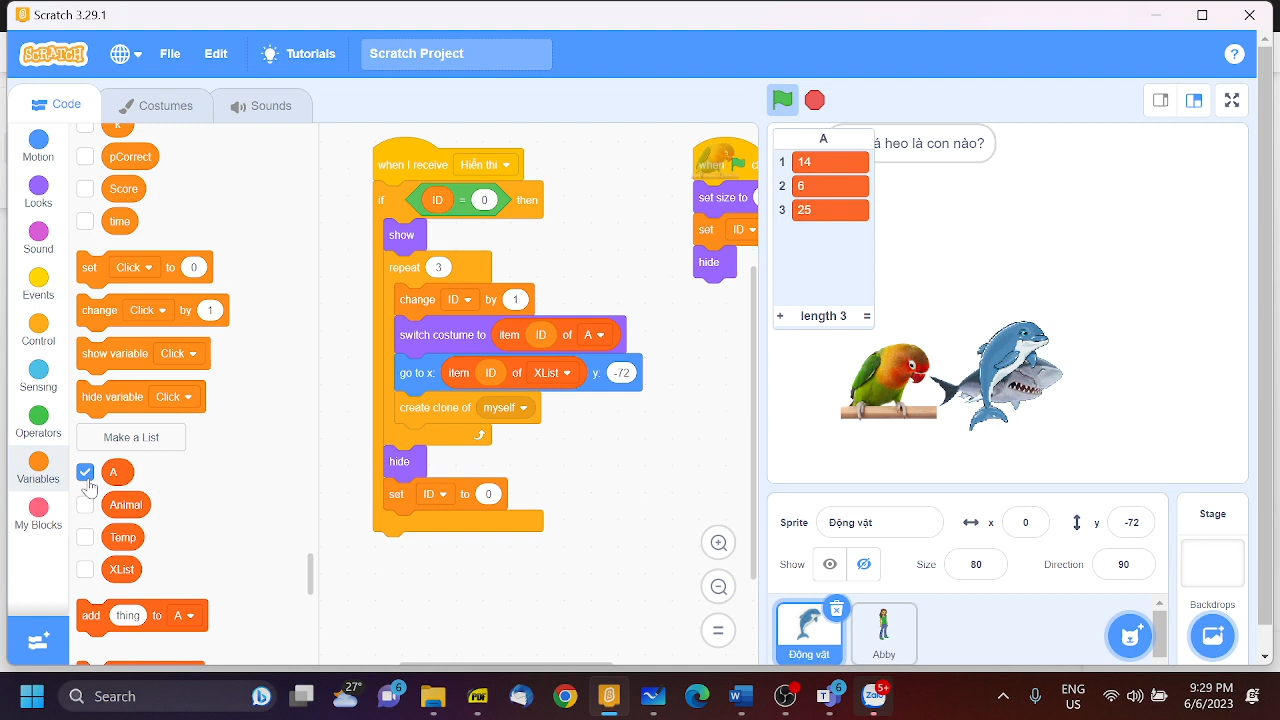 Scratch 3.29.1
SCRATCH File Edit Tutorials Scratch Project ?
Code Costumes Sounds
Motion
Looks
Sound
Events
Control
Sensing
Operators
Variables
My Blocks
k
pCorrect
Score
time
set Click to 0
change Click by 1
show variable Click
hide variable Click
Make a List
A
Animal
Temp
XList
add thing to A
when I receive Hiển thị
if ID = 0 then
show
repeat 3
change ID by 1
switch costume to item ID of A
go to x: item ID of XList y: -72
create clone of myself
hide
set ID to 0
when
set size to
set ID
hide
A
1 14
2 6
3 25
+ length 3 =
á heo là con nào?
Sprite Động vật x 0 y -72
Show Size 80 Direction 90
Động vật
Abby
Stage
Backdrops
Search 27° 6 PDF 6 5+ Zalo
ENG
US
9:29 PM
6/6/2023